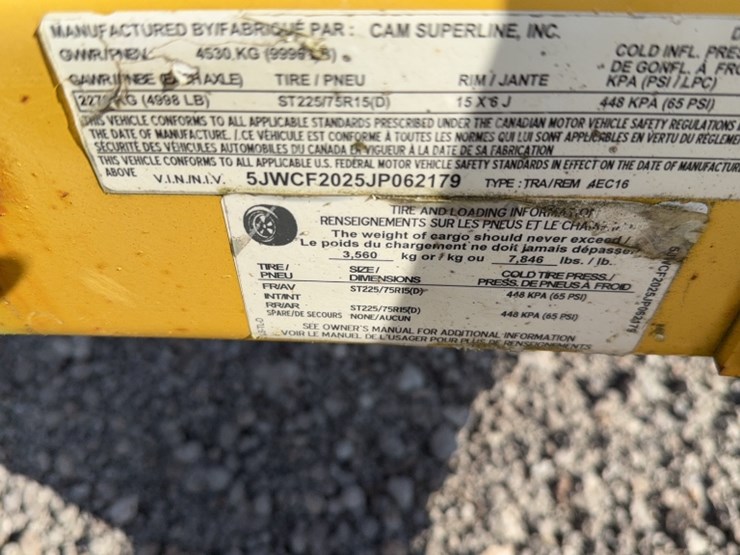 MANUFACTURED BY/FABRIQUÉ PAR : CAM SUPERLINE, INC.
4530 KG COLD INFL. PRES
DE GONFL. À FRO
TIRE / PNEU RIM / JANTE KPA (PSI / LPC)
KG (4998 LB) ST225/75R15(D) 15 X 6 J 448 KPA (65 PSI)
THIS VEHICLE CONFORMS TO ALL APPLICABLE STANDARDS PRESCRIBED UNDER THE CANADIAN MOTOR VEHICLE SAFETY REGULATIONS
THE DATE OF MANUFACTURE. / CE VÉHICULE EST CONFORME À TOUTES LES NORMES QUI LUI SONT APPLICABLES EN VERTU DU RÉGLEME
SÉCURITÉ DES VÉHICULES AUTOMOBILES DU CANADA EN VIGUEUR À LA DATE DE SA FABRICATION
THIS VEHICLE CONFORMS TO ALL APPLICABLE U.S. FEDERAL MOTOR VEHICLE SAFETY STANDARDS IN EFFECT ON THE DATE OF MANUFACTUR
ABOVE V.I.N./N.I.V. 5JWCF2025JP062179 TYPE : TRA/REM AEC16
TIRE AND LOADING
RENSEIGNEMENTS SUR LES PNEUS ET LE
The weight of cargo should never exceed /
Le poids du chargement ne doit jamais dépasser
3,560 kg or / kg ou 7,846 lbs. / lb.
TIRE / SIZE / COLD TIRE PRESS. /
PNEU DIMENSIONS PRESS. DE PNEUS À FROID
FR/AV ST225/75R15(D) 448 KPA (65 PSI)
INT/INT
RR/AR ST225/75R15(D) 448 KPA (65 PSI)
SPARE/DE SECOURS NONE/AUCUN
SEE OWNER'S MANUAL FOR ADDITIONAL INFORMATION
VOIR LE MANUEL DE L'USAGER POUR PLUS DE RENSEIGNEMENTS
5JWCF2025JP062179